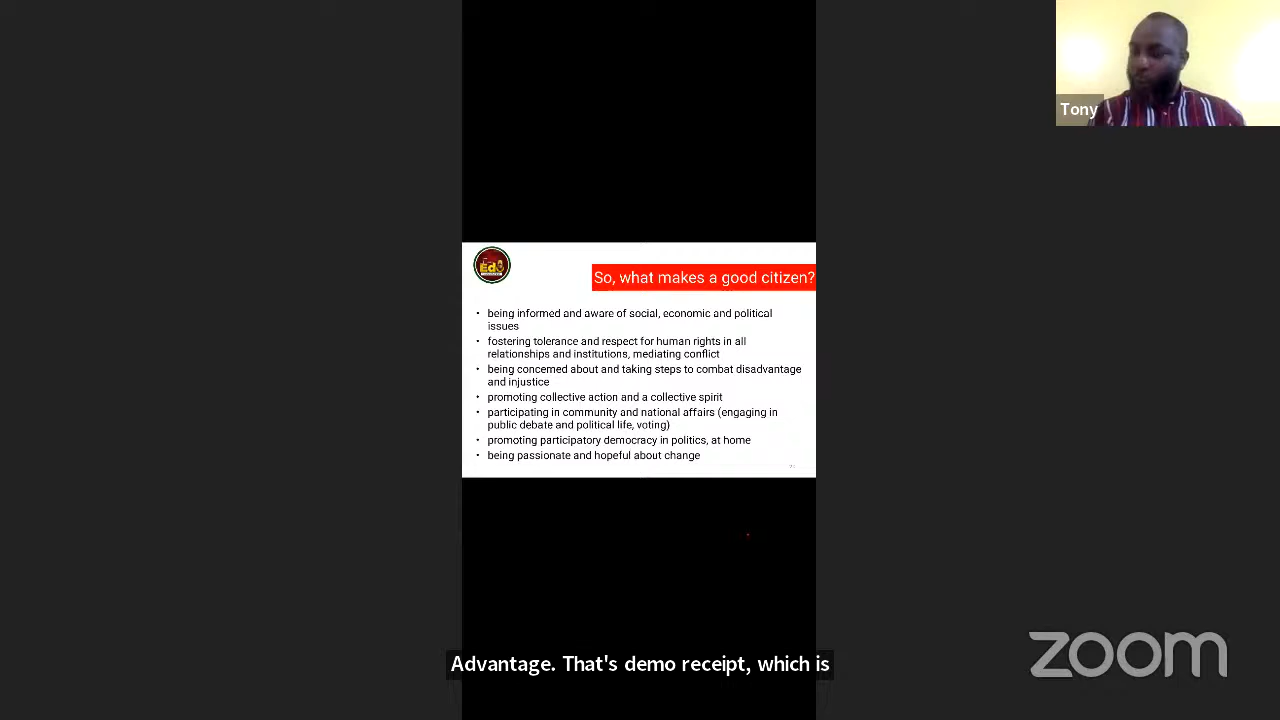 Tony
Ed
So, what makes a good citizen?
• being informed and aware of social, economic and political
issues
• fostering tolerance and respect for human rights in all
relationships and institutions, mediating conflict
• being concerned about and taking steps to combat disadvantage
and injustice
• promoting collective action and a collective spirit
• participating in community and national affairs (engaging in
public debate and political life, voting)
• promoting participatory democracy in politics, at home
• being passionate and hopeful about change
Advantage. That's demo receipt, which is
zoom